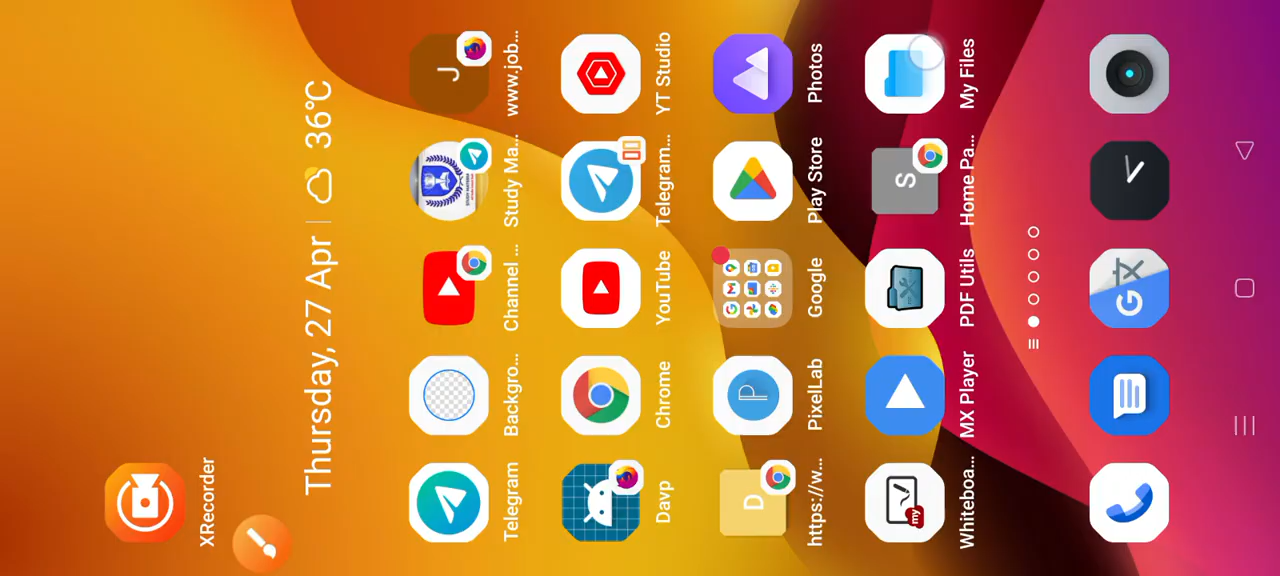 XRecorder
Thursday, 27 Apr | 36°C
Telegram
Backgro...
Channel ...
Study Ma...
www.job...
J
Davp
Chrome
YouTube
Telegram...
YT Studio
https://w...
D
PixelLab
P
Google
Play Store
Photos
Whiteboa...
my
MX Player
PDF Utils
Home Pa...
S
My Files
G